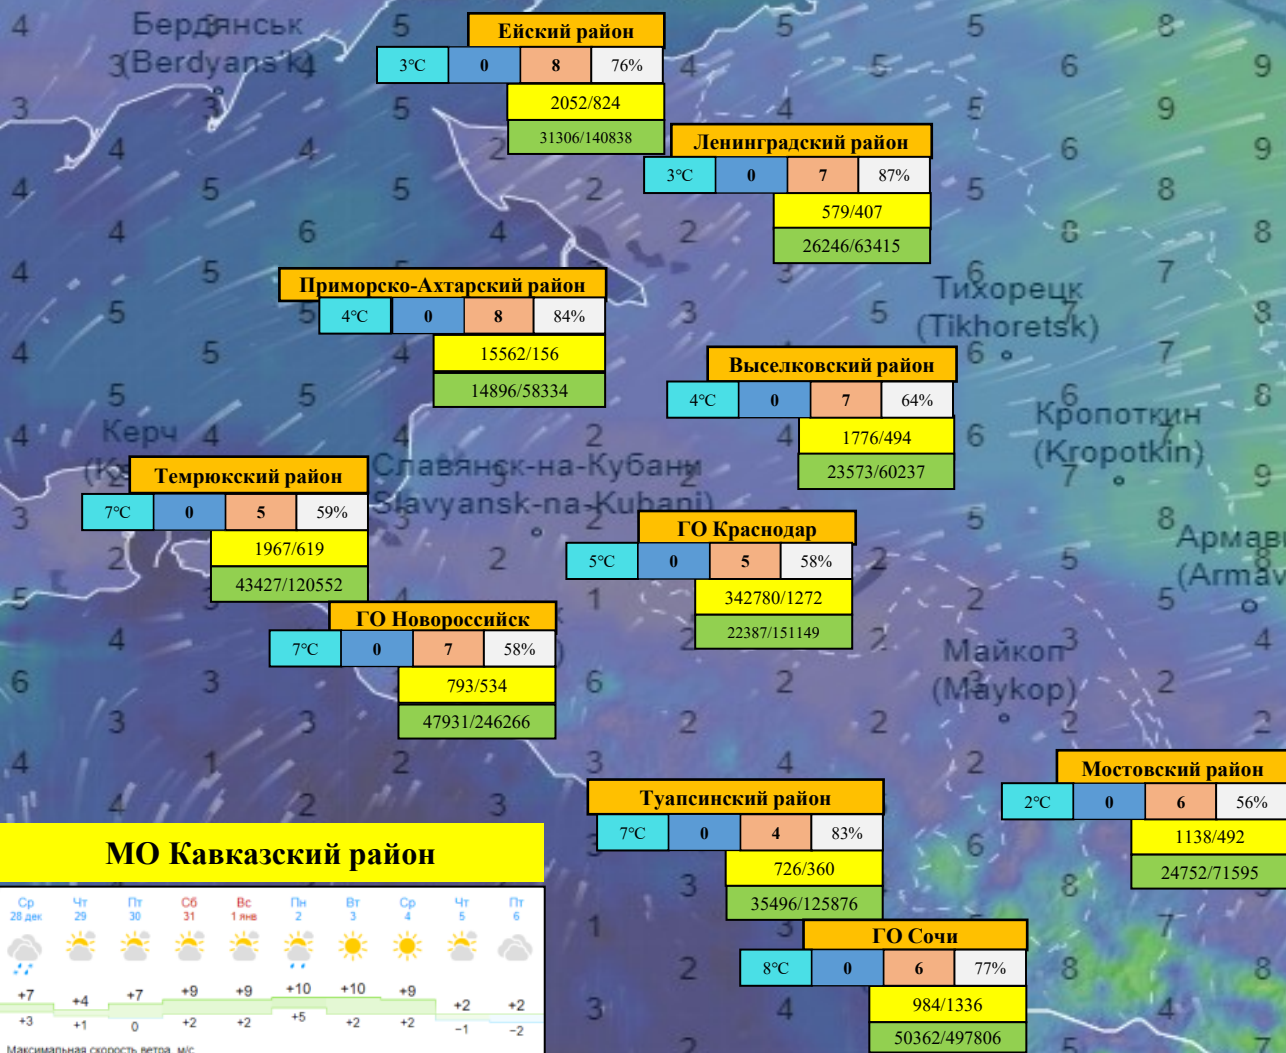 Бердянськ
(Berdyans'k)
Ейский район
3°C 0 8 76%
2052/824
31306/140838
Ленинградский район
3°C 0 7 87%
579/407
26246/63415
Приморско-Ахтарский район
4°C 0 8 84%
15562/156
14896/58334
Тихорецк
(Tikhoretsk)
Выселковский район
4°C 0 7 64%
1776/494
23573/60237
Кропоткин
(Kropotkin)
Керч
Темрюкский район
7°C 0 5 59%
1967/619
43427/120552
Славянск-на-Кубани
Slavyansk-na-Kubani)
ГО Краснодар
5°C 0 5 58%
342780/1272
22387/151149
Армави
(Armav
ГО Новороссийск
7°C 0 7 58%
793/534
47931/246266
Майкоп
(Maykop)
Мостовский район
2°C 0 6 56%
1138/492
24752/71595
Туапсинский район
7°C 0 4 83%
726/360
35496/125876
ГО Сочи
8°C 0 6 77%
984/1336
50362/497806
МО Кавказский район
Ср Чт Пт Сб Вс Пн Вт Ср Чт Пт
28 дек 29 30 31 1 янв 2 3 4 5 6
+7 +4 +7 +9 +9 +10 +10 +9 +2 +2
+3 +1 0 +2 +2 +5 +2 +2 −1 −2
Максимальная скорость ветра, м/с